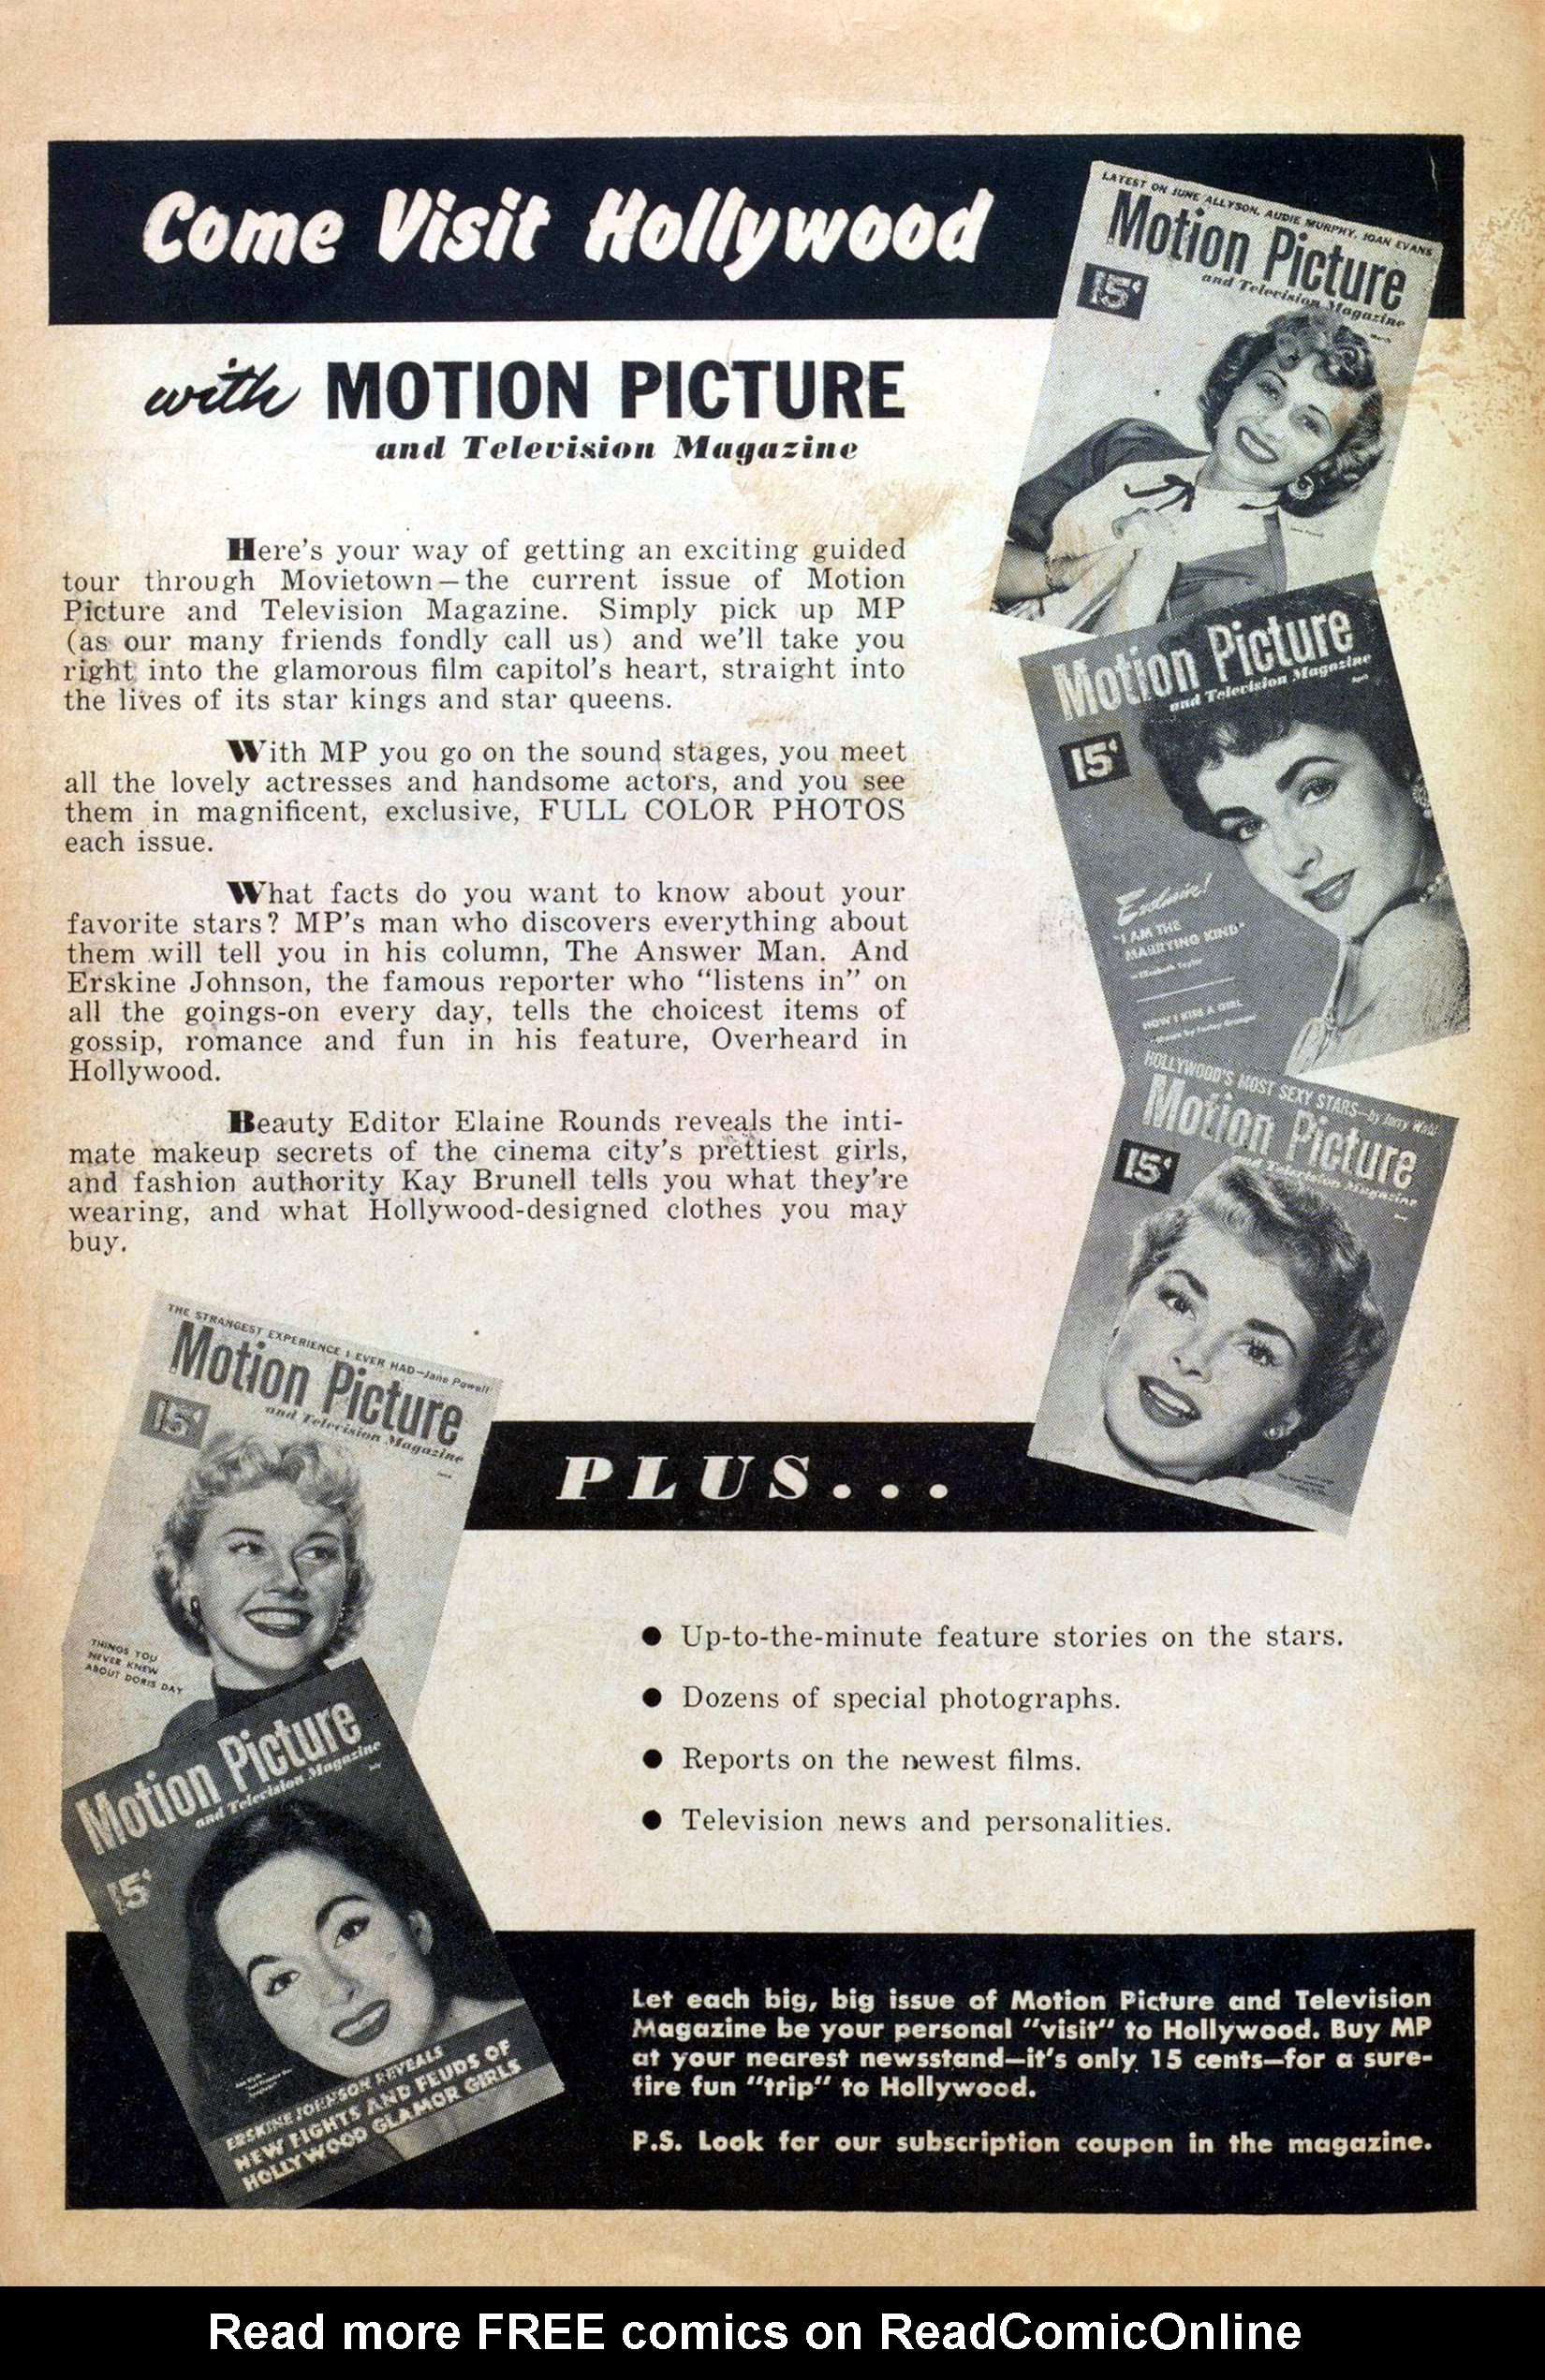 Come Visit Hollywood
with MOTION PICTURE
and Television Magazine
Here's your way of getting an exciting guided
tour through Movietown—the current issue of Motion
Picture and Television Magazine. Simply pick up MP
(as our many friends fondly call us) and we'll take you
right into the glamorous film capitol's heart, straight into
the lives of its star kings and star queens.
With MP you go on the sound stages, you meet
all the lovely actresses and handsome actors, and you see
them in magnificent, exclusive, FULL COLOR PHOTOS
each issue.
What facts do you want to know about your
favorite stars? MP's man who discovers everything about
them will tell you in his column, The Answer Man. And
Erskine Johnson, the famous reporter who "listens in" on
all the goings-on every day, tells the choicest items of
gossip, romance and fun in his feature, Overheard in
Hollywood.
Beauty Editor Elaine Rounds reveals the inti-
mate makeup secrets of the cinema city's prettiest girls,
and fashion authority Kay Brunell tells you what they're
wearing, and what Hollywood-designed clothes you may
buy.
LATEST ON JUNE ALLYSON, AUDIE MURPHY, JOAN EVANS
Motion Picture
and Television Magazine
March
15¢
Motion Picture
and Television Magazine
April
15¢
Exclusive!
"I AM THE
MARRYING KIND"
—Elizabeth Taylor
HOW I KISS A GIRL
by Farley Granger
HOLLYWOOD'S MOST SEXY STARS—by Jerry Wald
Motion Picture
and Television Magazine
15¢
THE STRANGEST EXPERIENCE I EVER HAD—Jane Powell
Motion Picture
and Television Magazine
June
15¢
THINGS YOU
NEVER KNEW
ABOUT DORIS DAY
Motion Picture
and Television Magazine
July
15¢
ERSKINE JOHNSON REVEALS
NEW FIGHTS AND FEUDS OF
HOLLYWOOD GLAMOR GIRLS
PLUS...
● Up-to-the-minute feature stories on the stars.
● Dozens of special photographs.
● Reports on the newest films.
● Television news and personalities.
Let each big, big issue of Motion Picture and Television
Magazine be your personal "visit" to Hollywood. Buy MP
at your nearest newsstand—it's only 15 cents—for a sure-
fire fun "trip" to Hollywood.
P.S. Look for our subscription coupon in the magazine.
Read more FREE comics on ReadComicOnline